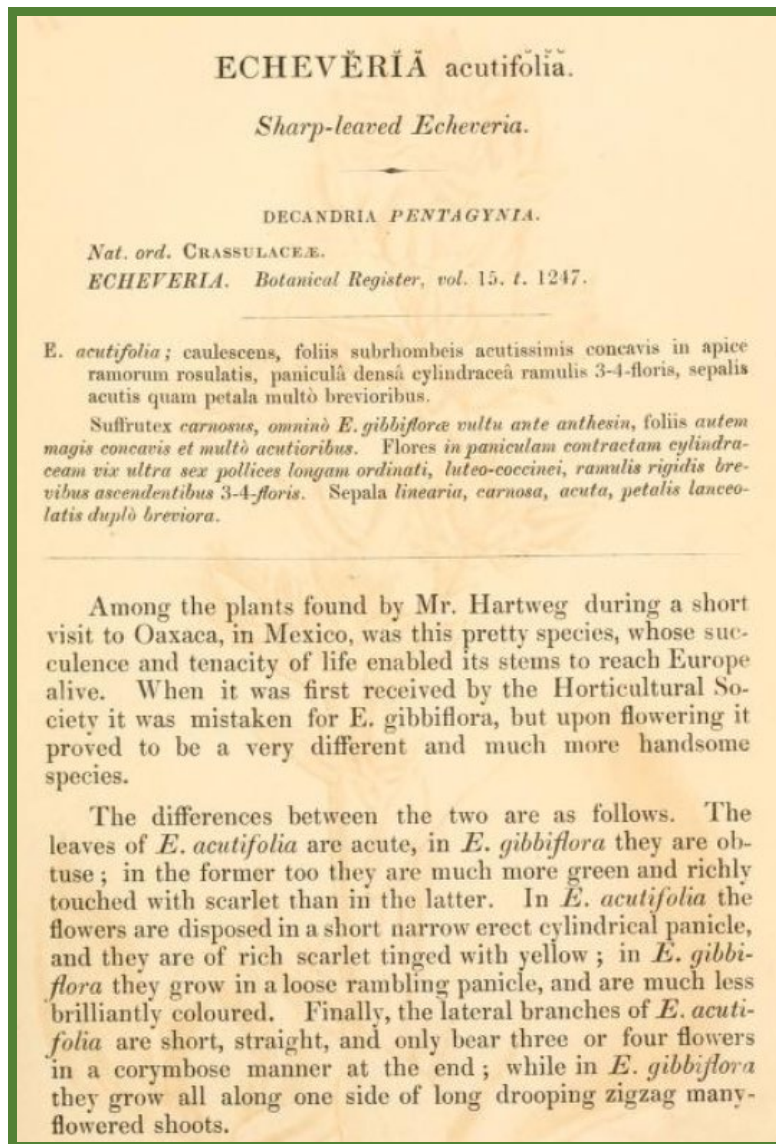 ECHEVĔRĬĂ acutifŏlĭă.
Sharp-leaved Echeveria.
DECANDRIA PENTAGYNIA.
Nat. ord. CRASSULACEÆ.
ECHEVERIA. Botanical Register, vol. 15. t. 1247.
E. acutifolia; caulescens, foliis subrhombeis acutissimis concavis in apice
ramorum rosulatis, paniculâ densâ cylindraceâ ramulis 3-4-floris, sepalis
acutis quam petala multò brevioribus.
Suffrutex carnosus, omninò E. gibbifloræ vultu ante anthesin, foliis autem
magis concavis et multò acutioribus. Flores in paniculam contractam cylindra-
ceam vix ultra sex pollices longam ordinati, luteo-coccinei, ramulis rigidis bre-
vibus ascendentibus 3-4-floris. Sepala linearia, carnosa, acuta, petalis lanceo-
latis duplò breviora.
Among the plants found by Mr. Hartweg during a short
visit to Oaxaca, in Mexico, was this pretty species, whose suc-
culence and tenacity of life enabled its stems to reach Europe
alive. When it was first received by the Horticultural So-
ciety it was mistaken for E. gibbiflora, but upon flowering it
proved to be a very different and much more handsome
species.
The differences between the two are as follows. The
leaves of E. acutifolia are acute, in E. gibbiflora they are ob-
tuse; in the former too they are much more green and richly
touched with scarlet than in the latter. In E. acutifolia the
flowers are disposed in a short narrow erect cylindrical panicle,
and they are of rich scarlet tinged with yellow; in E. gibbi-
flora they grow in a loose rambling panicle, and are much less
brilliantly coloured. Finally, the lateral branches of E. acuti-
folia are short, straight, and only bear three or four flowers
in a corymbose manner at the end; while in E. gibbiflora
they grow all along one side of long drooping zigzag many-
flowered shoots.